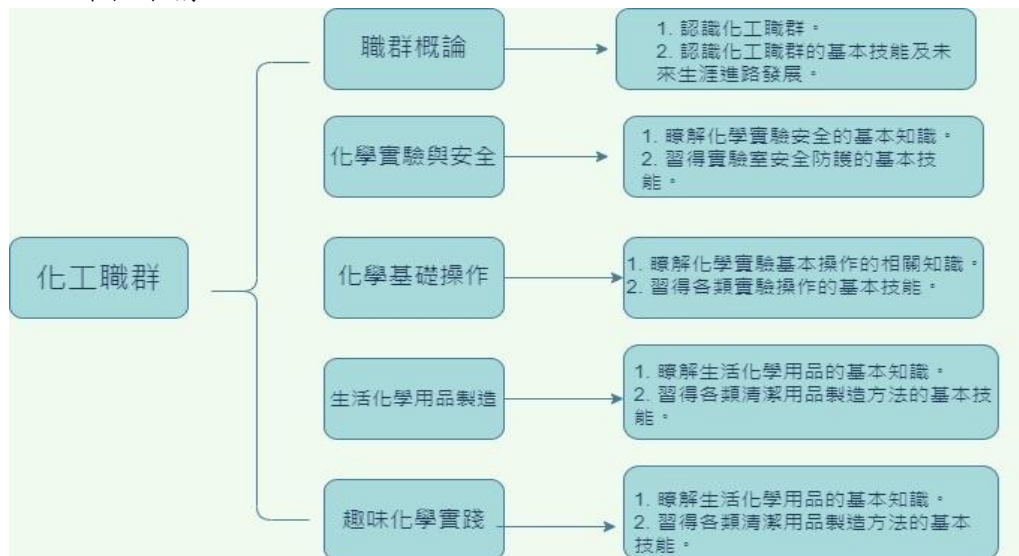 職群概論
1. 認識化工職群。
2. 認識化工職群的基本技能及未
來生涯進路發展。
化學實驗與安全
1. 瞭解化學實驗安全的基本知識。
2. 習得實驗室安全防護的基本技
能。
化工職群
化學基礎操作
1. 瞭解化學實驗基本操作的相關知識。
2. 習得各類實驗操作的基本技能。
生活化學用品製造
1. 瞭解生活化學用品的基本知識。
2. 習得各類清潔用品製造方法的基本技
能。
趣味化學實踐
1. 瞭解生活化學用品的基本知識。
2. 習得各類清潔用品製造方法的基本
技能。